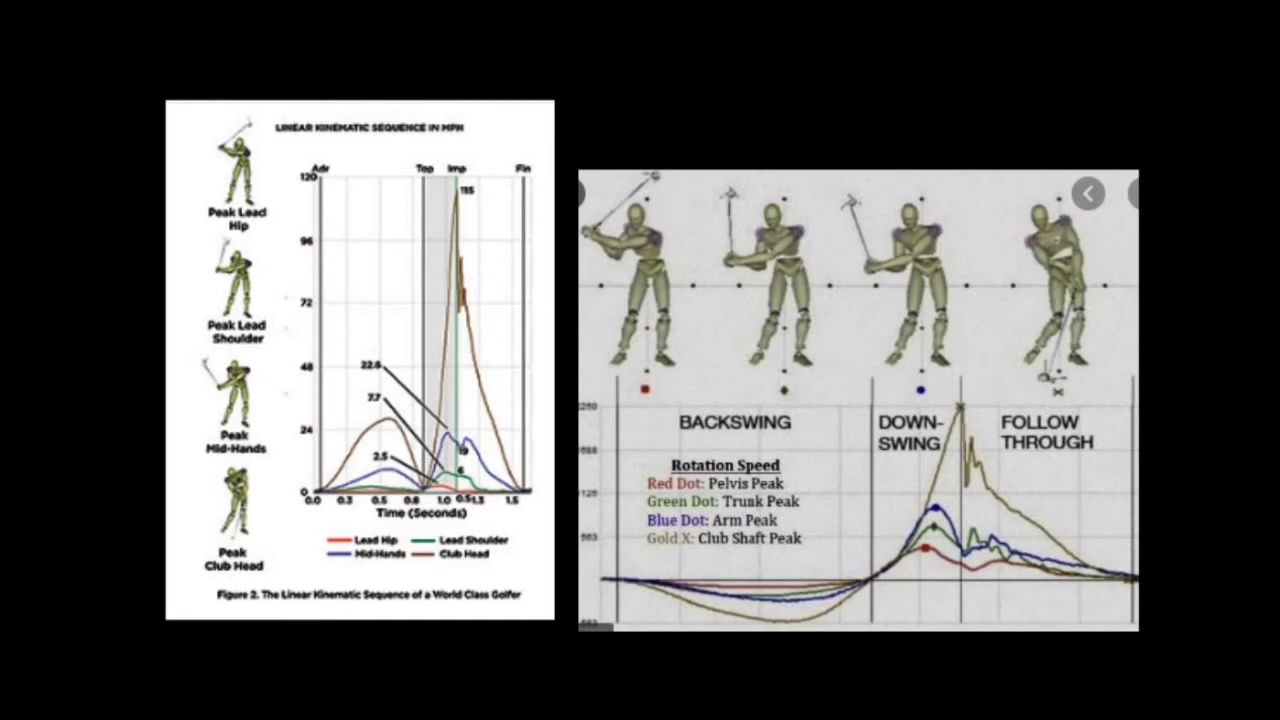 LINEAR KINEMATIC SEQUENCE IN MPH
Adr Top Imp Fin
120
115
96
72
48
24
0
22.6
7.7
2.5
19
6
0.5
0.0 0.3 0.5 0.8 1.0 1.3 1.5
Time (Seconds)
Lead Hip Lead Shoulder
Mid-Hands Club Head
Peak Lead
Hip
Peak Lead
Shoulder
Peak
Mid-Hands
Peak
Club Head
Figure 2. The Linear Kinematic Sequence of a World Class Golfer
BACKSWING
DOWN-
SWING
FOLLOW
THROUGH
Rotation Speed
Red Dot: Pelvis Peak
Green Dot: Trunk Peak
Blue Dot: Arm Peak
Gold X: Club Shaft Peak